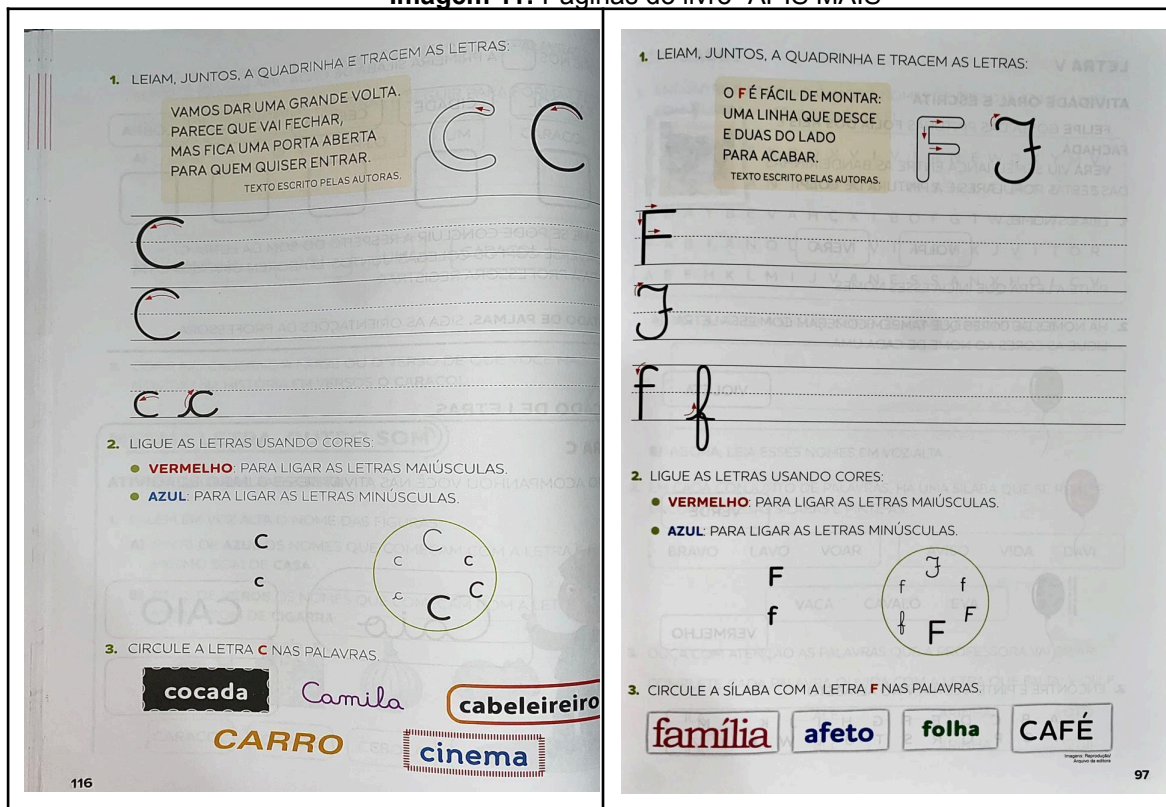 Imagem 11: Páginas do livro "ÁPIS MAIS"
1. LEIAM, JUNTOS, A QUADRINHA E TRACEM AS LETRAS:
VAMOS DAR UMA GRANDE VOLTA.
PARECE QUE VAI FECHAR,
MAS FICA UMA PORTA ABERTA
PARA QUEM QUISER ENTRAR.
TEXTO ESCRITO PELAS AUTORAS.
C C
C
C
c c
2. LIGUE AS LETRAS USANDO CORES:
VERMELHO: PARA LIGAR AS LETRAS MAIÚSCULAS.
AZUL: PARA LIGAR AS LETRAS MINÚSCULAS.
C
c
C
c c
c C C
3. CIRCULE A LETRA C NAS PALAVRAS.
cocada Camila cabeleireiro
CARRO cinema
116
1. LEIAM, JUNTOS, A QUADRINHA E TRACEM AS LETRAS:
O F É FÁCIL DE MONTAR:
UMA LINHA QUE DESCE
E DUAS DO LADO
PARA ACABAR.
TEXTO ESCRITO PELAS AUTORAS.
F F
F
F
f f
2. LIGUE AS LETRAS USANDO CORES:
VERMELHO: PARA LIGAR AS LETRAS MAIÚSCULAS.
AZUL: PARA LIGAR AS LETRAS MINÚSCULAS.
F
f
F
f f
f F F
3. CIRCULE A SÍLABA COM A LETRA F NAS PALAVRAS.
família afeto folha CAFÉ
Imagens: Reprodução/
Arquivo da editora
97